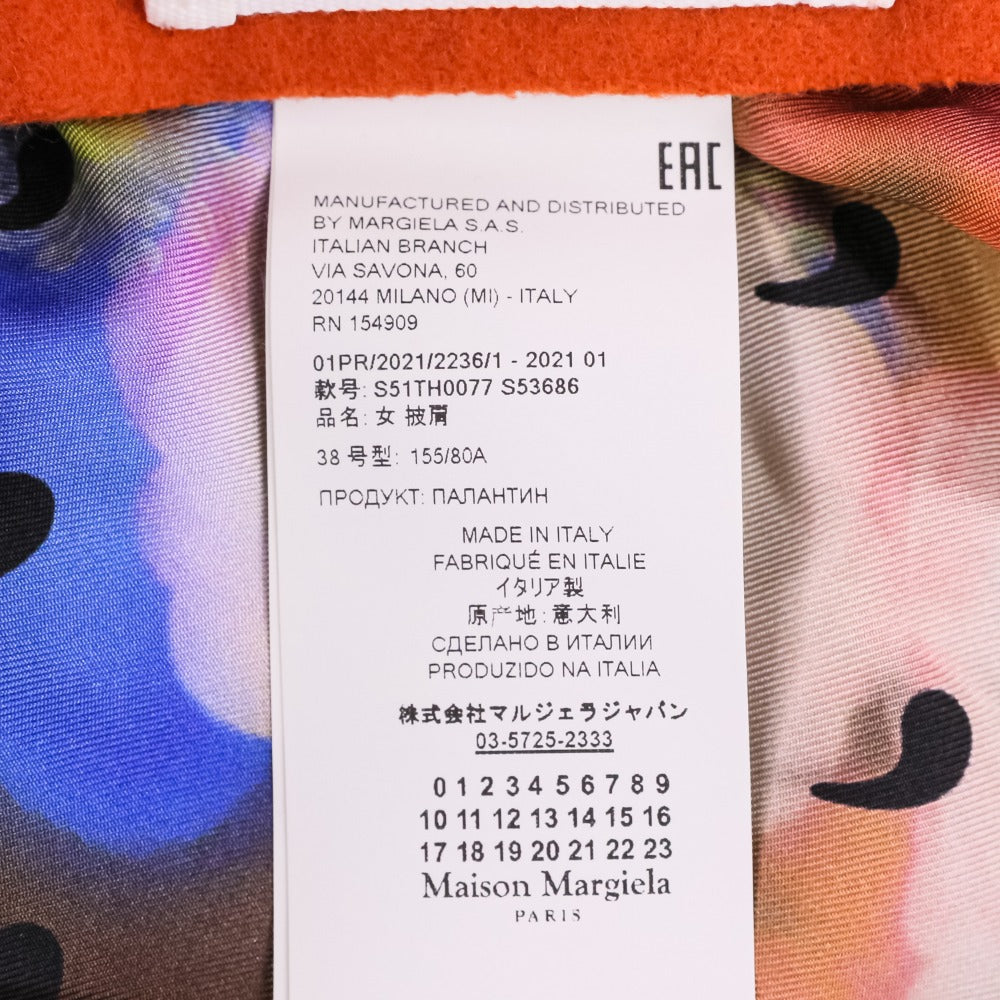 EAC
MANUFACTURED AND DISTRIBUTED
BY MARGIELA S.A.S.
ITALIAN BRANCH
VIA SAVONA, 60
20144 MILANO (MI) - ITALY
RN 154909
01PR/2021/2236/1 - 2021 01
款号: S51TH0077 S53686
品名: 女 披肩
38 号型: 155/80A
ПРОДУКТ: ПАЛАНТИН
MADE IN ITALY
FABRIQUÉ EN ITALIE
イタリア製
原产地: 意大利
СДЕЛАНО В ИТАЛИИ
PRODUZIDO NA ITALIA
株式会社マルジェラジャパン
03-5725-2333
0 1 2 3 4 5 6 7 8 9
10 11 12 13 14 15 16
17 18 19 20 21 22 23
Maison Margiela
PARIS